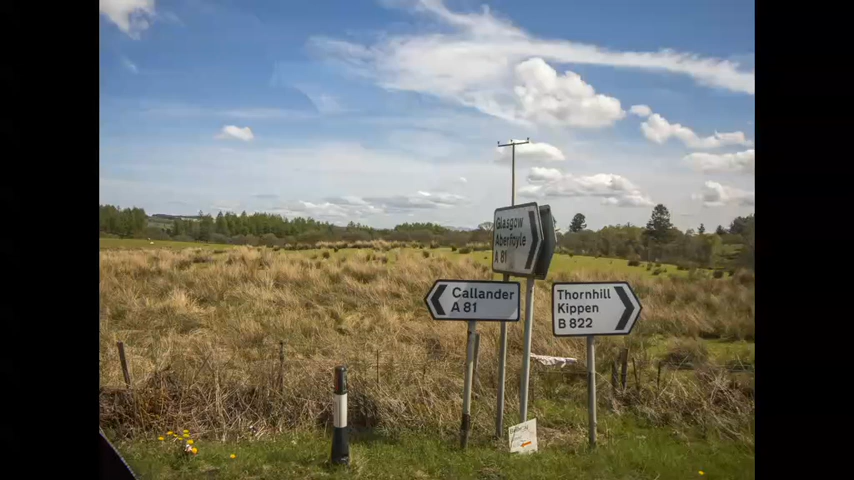 Glasgow
Aberfoyle
A 81
Callander
A 81
Thornhill
Kippen
B 822